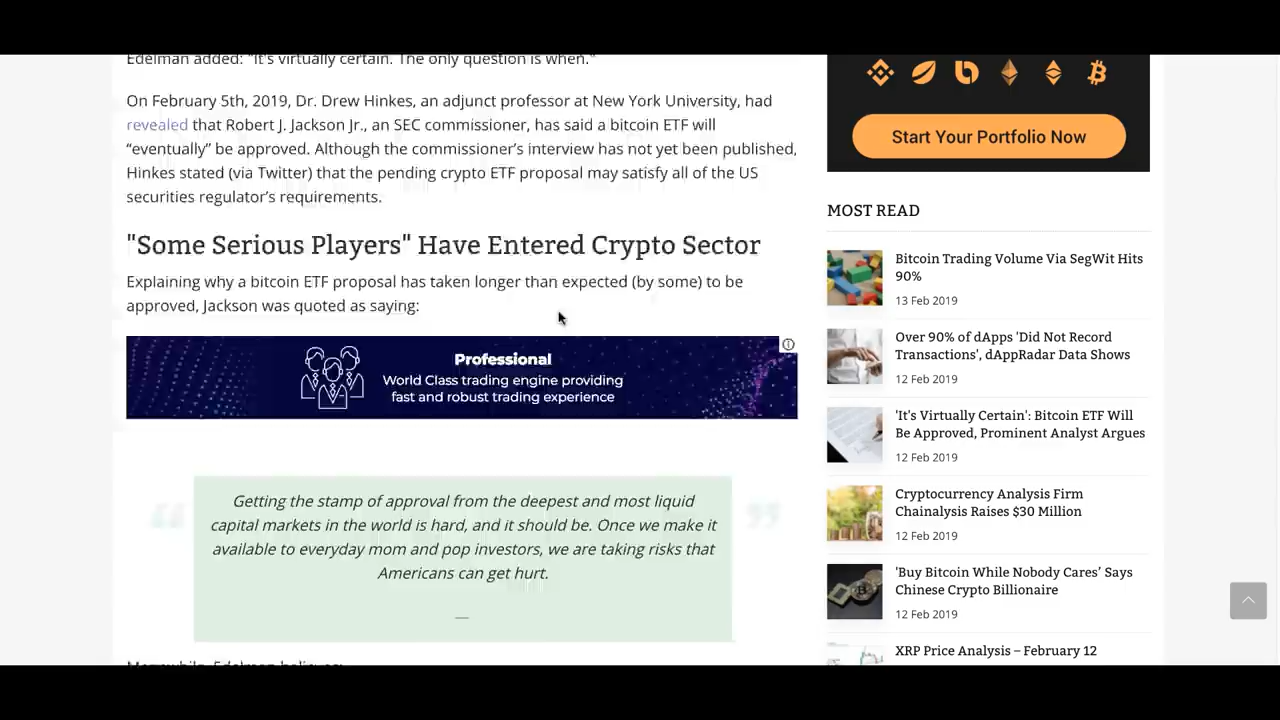 Edelman added: "It's virtually certain. The only question is when."
On February 5th, 2019, Dr. Drew Hinkes, an adjunct professor at New York University, had
revealed that Robert J. Jackson Jr., an SEC commissioner, has said a bitcoin ETF will
“eventually” be approved. Although the commissioner’s interview has not yet been published,
Hinkes stated (via Twitter) that the pending crypto ETF proposal may satisfy all of the US
securities regulator’s requirements.
"Some Serious Players" Have Entered Crypto Sector
Explaining why a bitcoin ETF proposal has taken longer than expected (by some) to be
approved, Jackson was quoted as saying:
Professional
World Class trading engine providing
fast and robust trading experience
“ Getting the stamp of approval from the deepest and most liquid ”
capital markets in the world is hard, and it should be. Once we make it
available to everyday mom and pop investors, we are taking risks that
Americans can get hurt.
—
Meanwhile, Edelman believes:
Start Your Portfolio Now
MOST READ
Bitcoin Trading Volume Via SegWit Hits
90%
13 Feb 2019
Over 90% of dApps 'Did Not Record
Transactions', dAppRadar Data Shows
12 Feb 2019
'It's Virtually Certain': Bitcoin ETF Will
Be Approved, Prominent Analyst Argues
12 Feb 2019
Cryptocurrency Analysis Firm
Chainalysis Raises $30 Million
12 Feb 2019
'Buy Bitcoin While Nobody Cares’ Says
Chinese Crypto Billionaire
12 Feb 2019
XRP Price Analysis – February 12